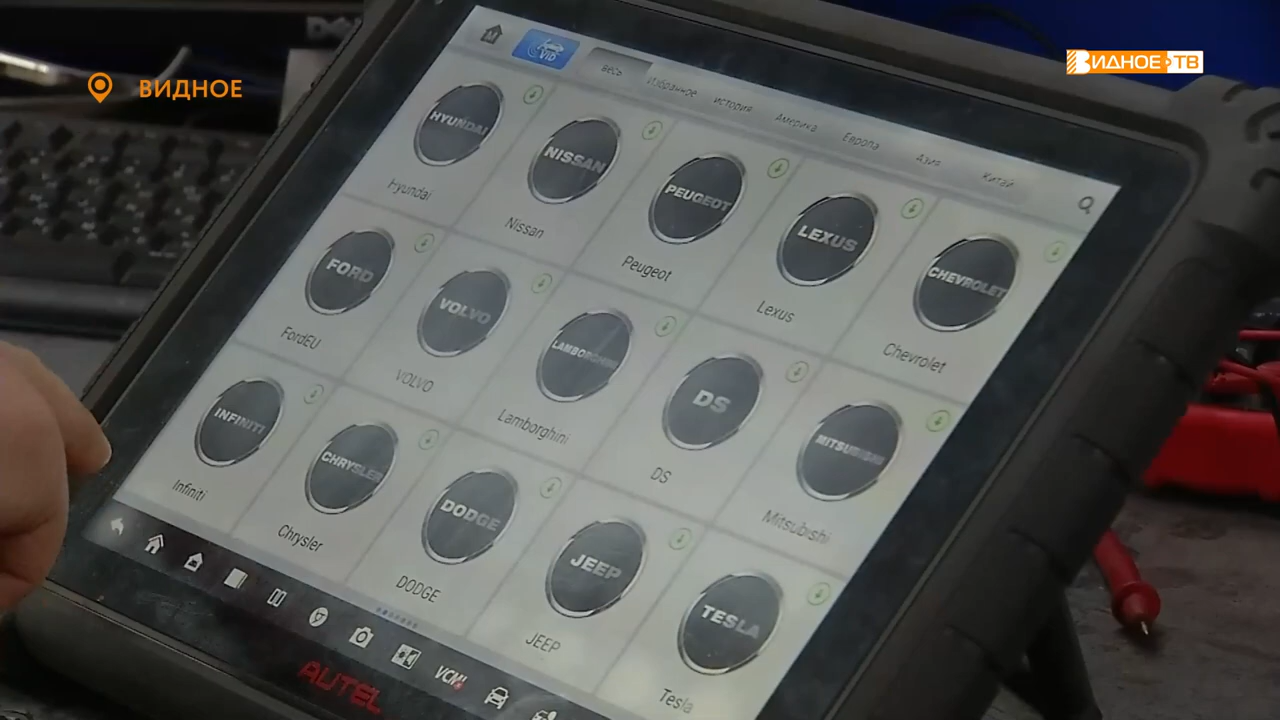 ВИДНОЕ
ВИДНОЕ ТВ
VID
весь
Избранное
история
Америка
Европа
Азия
Китай
HYUNDAI
NISSAN
PEUGEOT
LEXUS
CHEVROLET
Hyundai
Nissan
Peugeot
Lexus
Chevrolet
FORD
VOLVO
LAMBORGHINI
DS
MITSUBISHI
FordEU
VOLVO
Lamborghini
DS
Mitsubishi
INFINITI
CHRYSLER
DODGE
JEEP
TESLA
Infiniti
Chrysler
DODGE
JEEP
Tesla
VCMI
AUTEL